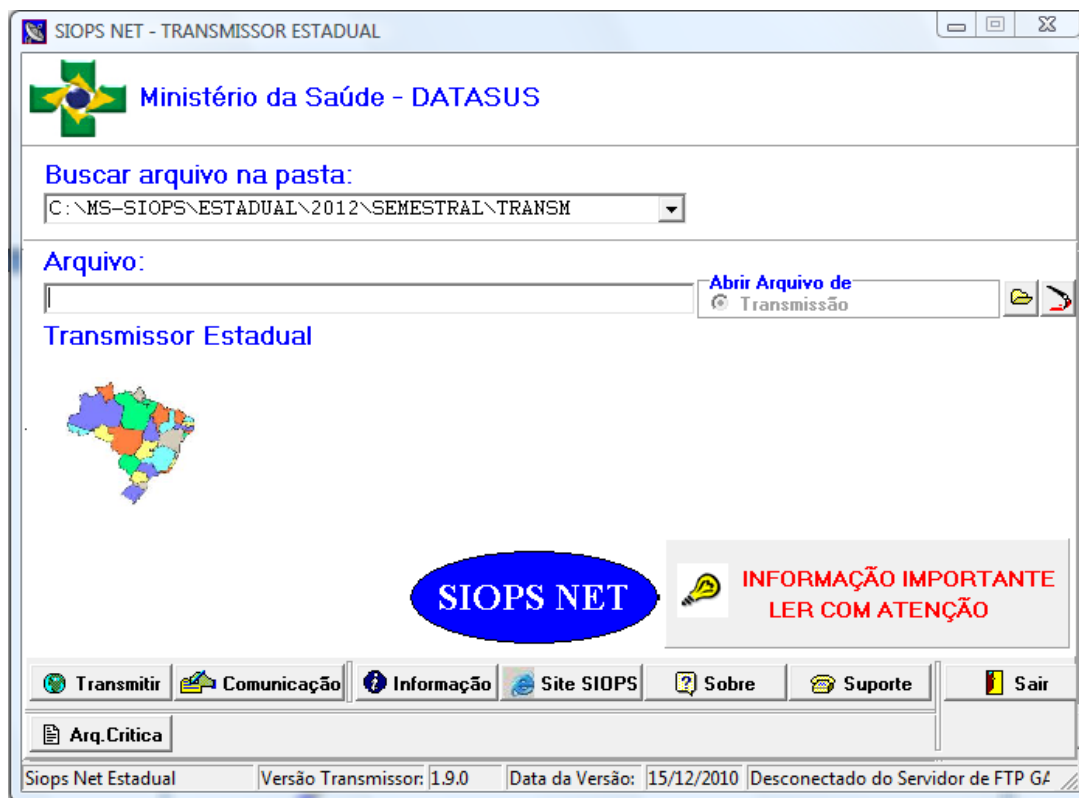 SIOPS NET - TRANSMISSOR ESTADUAL
Ministério da Saúde - DATASUS
Buscar arquivo na pasta:
C:\MS-SIOPS\ESTADUAL\2012\SEMESTRAL\TRANSM
Arquivo:
Abrir Arquivo de
Transmissão
Transmissor Estadual
SIOPS NET
INFORMAÇÃO IMPORTANTE
LER COM ATENÇÃO
Transmitir Comunicação Informação Site SIOPS Sobre Suporte Sair
Arq.Critica
Siops Net Estadual Versão Transmissor: 1.9.0 Data da Versão: 15/12/2010 Desconectado do Servidor de FTP GA